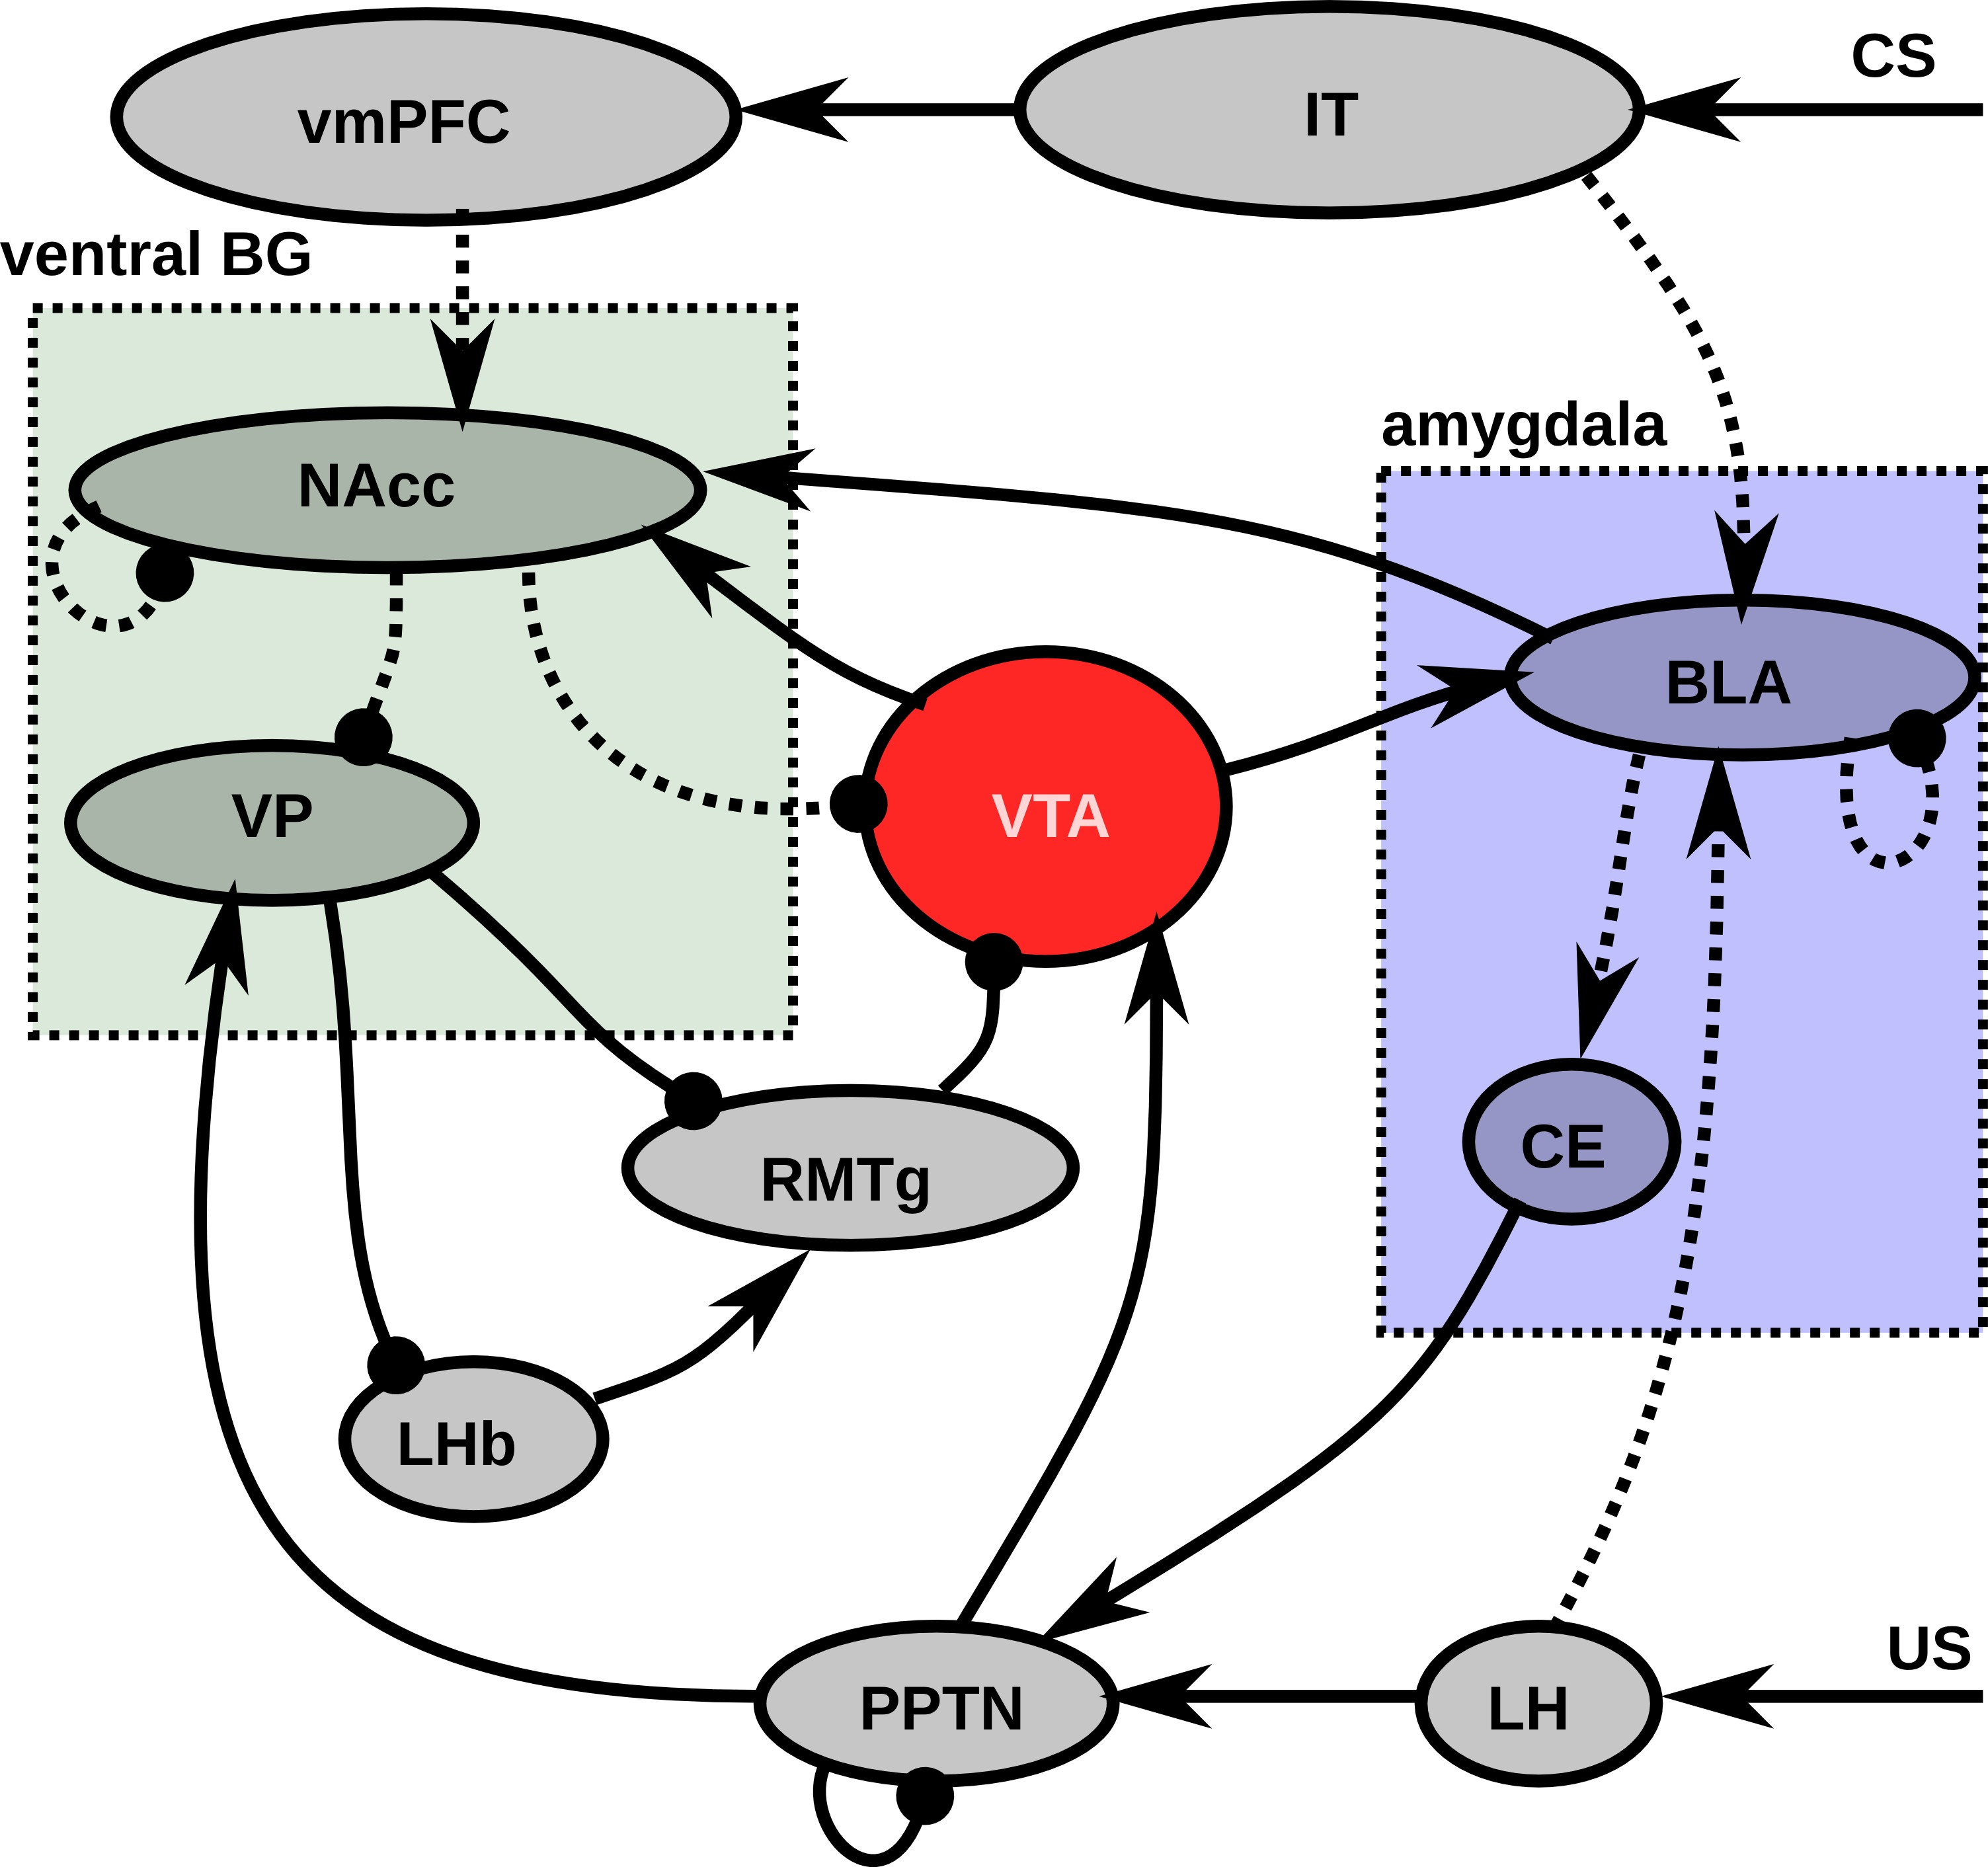 CS
vmPFC
IT
ventral BG
amygdala
NAcc
BLA
VP
VTA
CE
RMTg
LHb
US
PPTN
LH